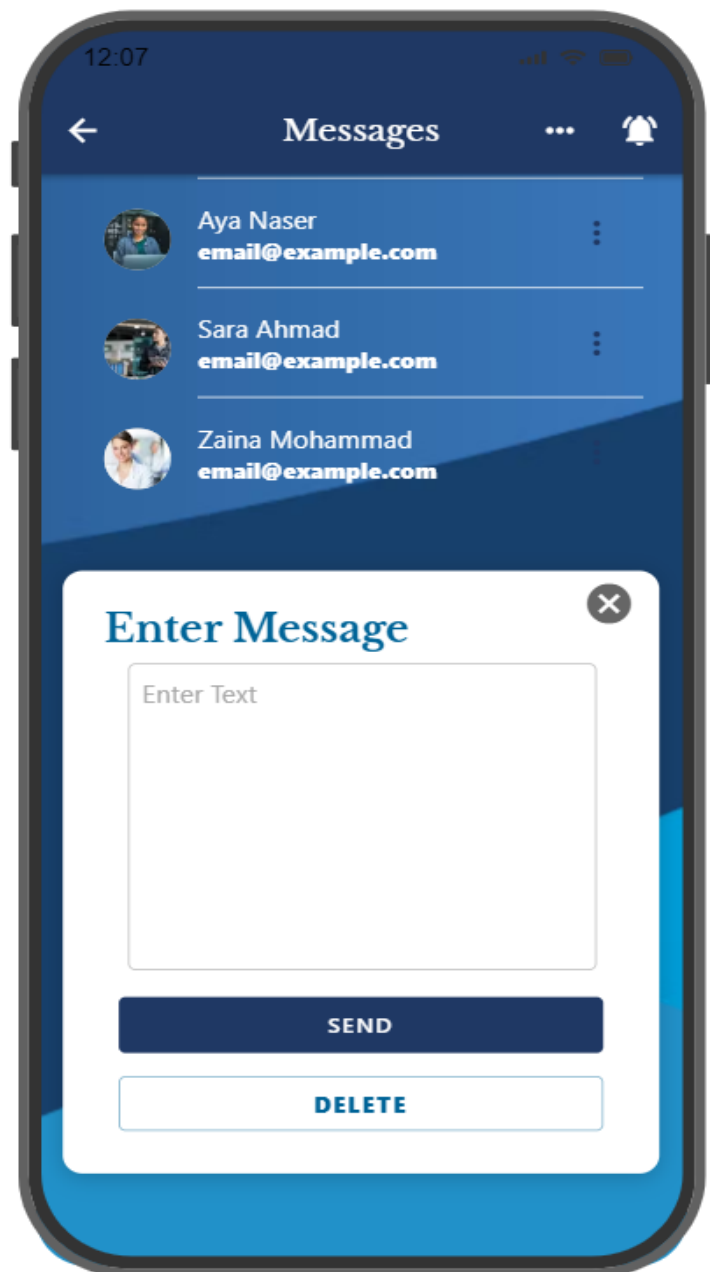 12:07
Messages
Aya Naser
email@example.com
Sara Ahmad
email@example.com
Zaina Mohammad
email@example.com
Enter Message
Enter Text
SEND
DELETE